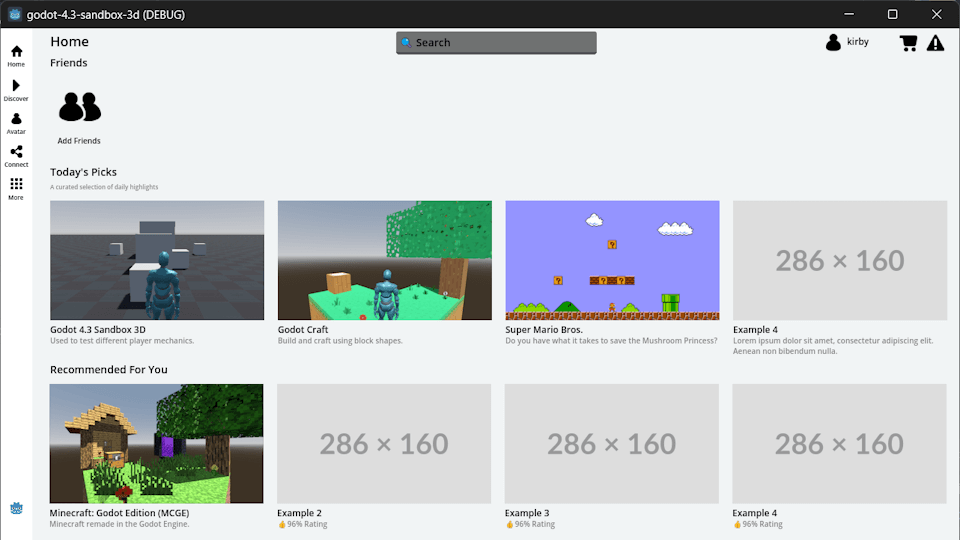 godot-4.3-sandbox-3d (DEBUG)
Home
Search
kirby
Home
Discover
Avatar
Connect
More
Friends
Add Friends
Today's Picks
A curated selection of daily highlights
286 × 160
Godot 4.3 Sandbox 3D
Used to test different player mechanics.
Godot Craft
Build and craft using block shapes.
Super Mario Bros.
Do you have what it takes to save the Mushroom Princess?
Example 4
Lorem ipsum dolor sit amet, consectetur adipiscing elit.
Aenean non bibendum nulla.
Recommended For You
286 × 160
286 × 160
286 × 160
Minecraft: Godot Edition (MCGE)
Minecraft remade in the Godot Engine.
Example 2
👍96% Rating
Example 3
👍96% Rating
Example 4
👍96% Rating